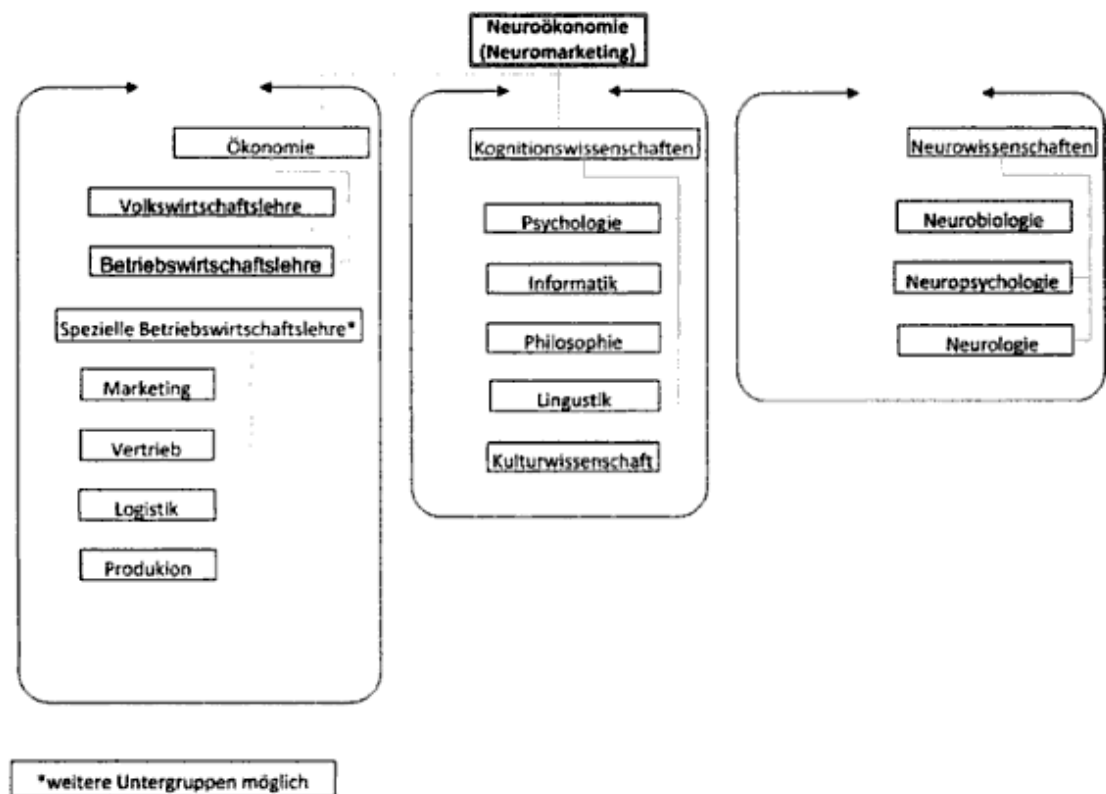 Neuroökonomie
(Neuromarketing)
Ökonomie
Volkswirtschaftslehre
Betriebswirtschaftslehre
Spezielle Betriebswirtschaftslehre*
Marketing
Vertrieb
Logistik
Produkion
Kognitionswissenschaften
Psychologie
Informatik
Philosophie
Lingustik
Kulturwissenschaft
Neurowissenschaften
Neurobiologie
Neuropsychologie
Neurologie
*weitere Untergruppen möglich